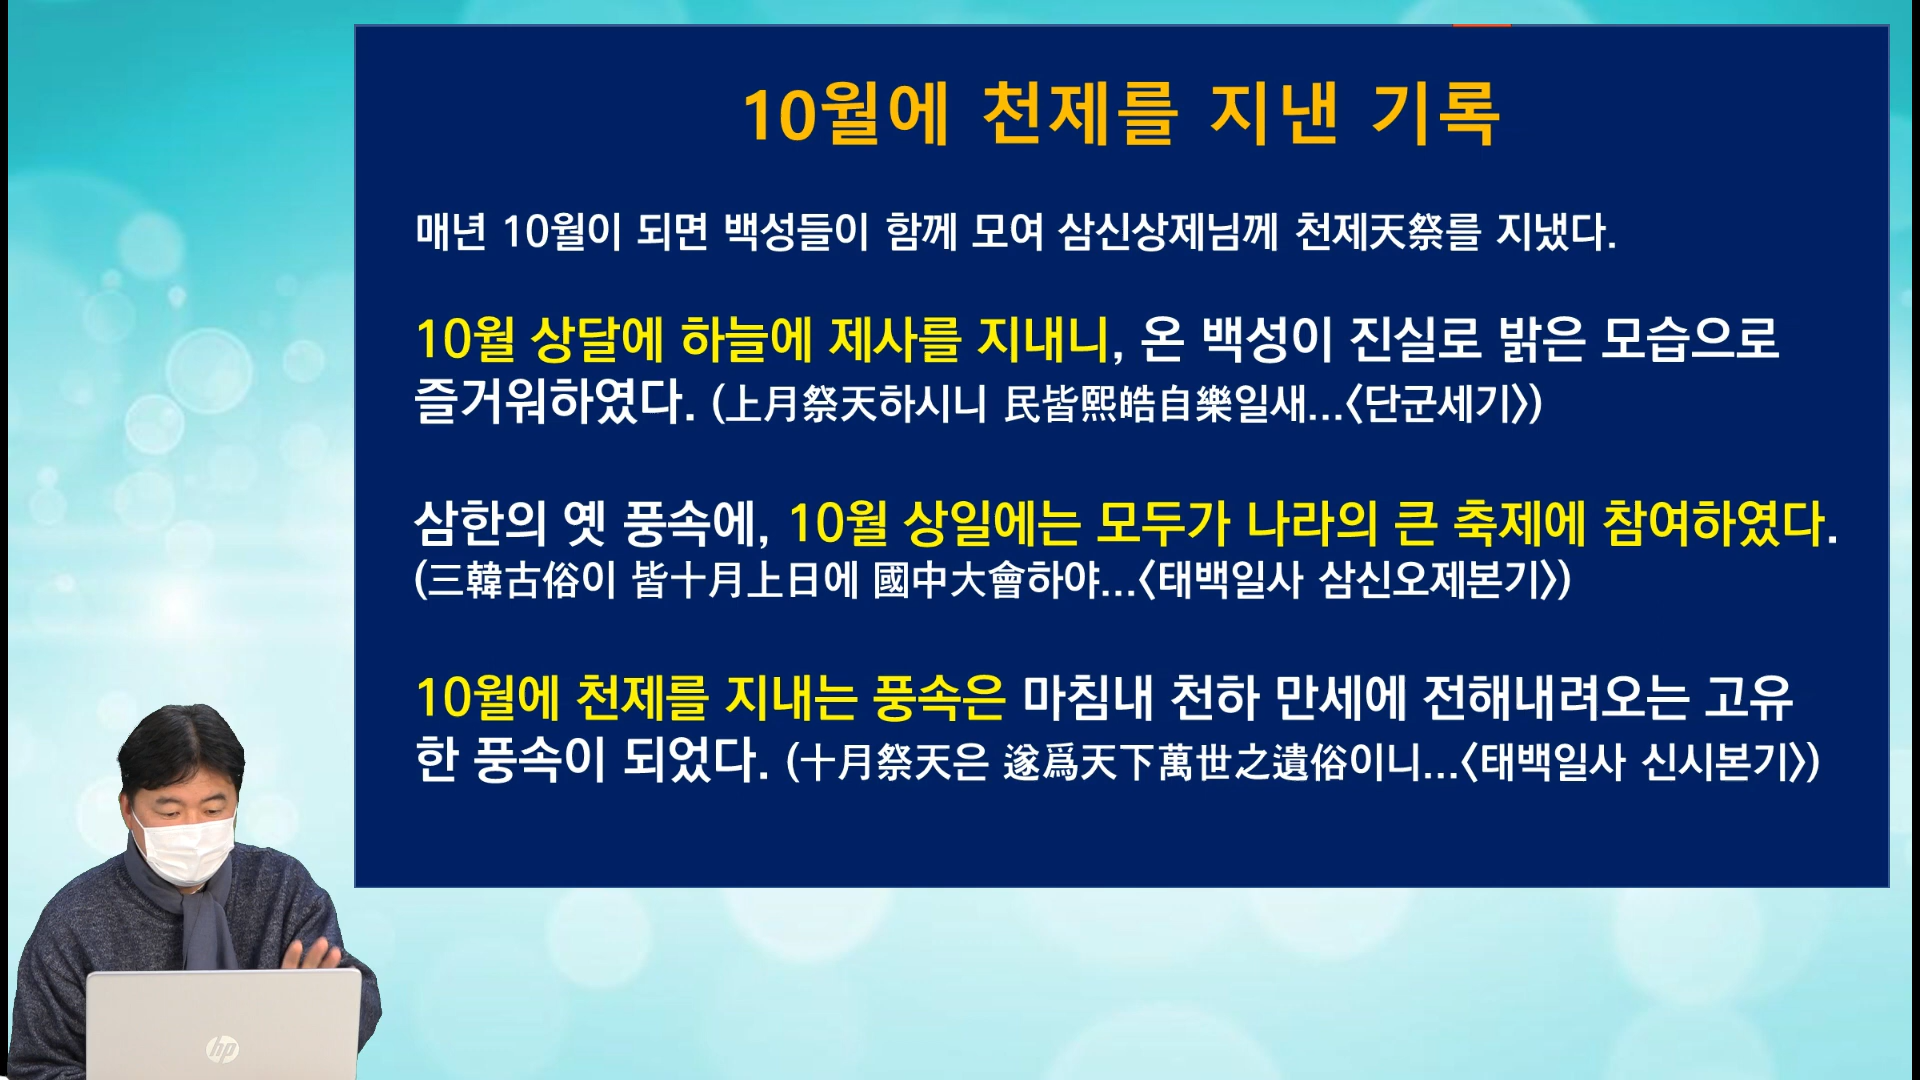 10월에 천제를 지낸 기록
매년 10월이 되면 백성들이 함께 모여 삼신상제님께 천제天祭를 지냈다.
10월 상달에 하늘에 제사를 지내니, 온 백성이 진실로 밝은 모습으로
즐거워하였다. (上月祭天하시니 民皆熙皓自樂일새...〈단군세기〉)
삼한의 옛 풍속에, 10월 상일에는 모두가 나라의 큰 축제에 참여하였다.
(三韓古俗이 皆十月上日에 國中大會하야...〈태백일사 삼신오제본기〉)
10월에 천제를 지내는 풍속은 마침내 천하 만세에 전해내려오는 고유
한 풍속이 되었다. (十月祭天은 遂爲天下萬世之遺俗이니...〈태백일사 신시본기〉)
hp